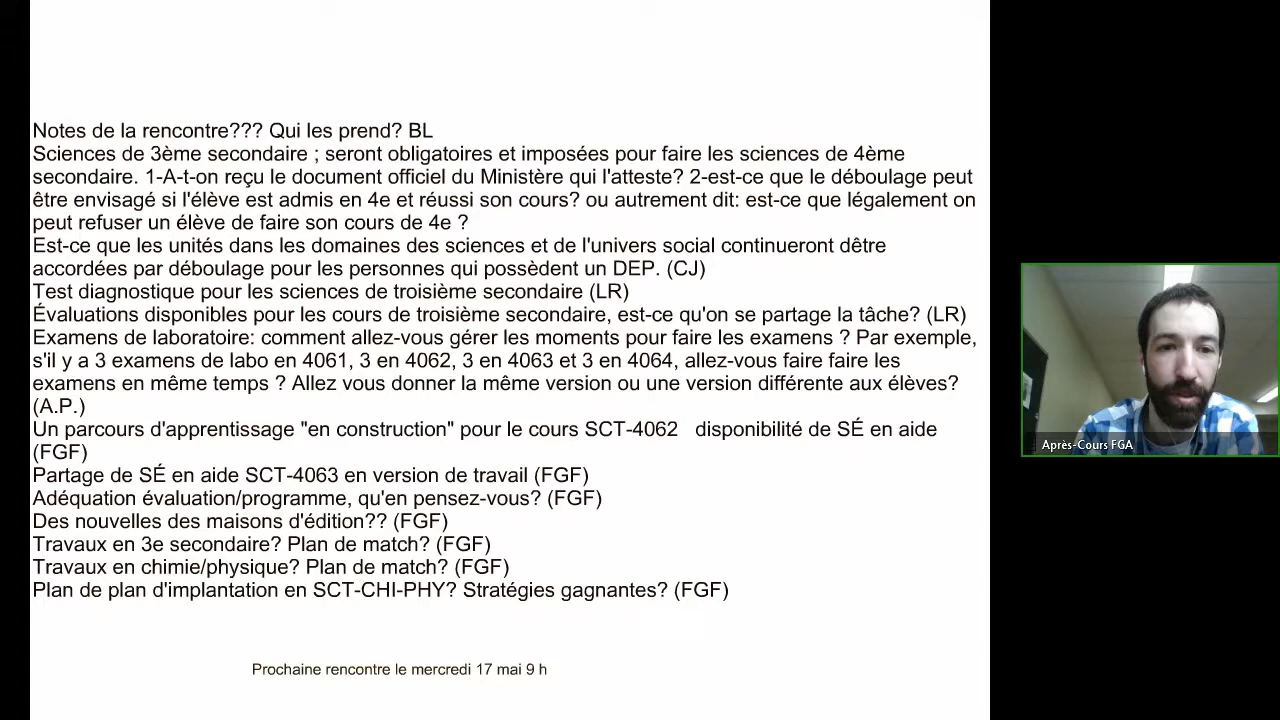 Notes de la rencontre??? Qui les prend? BL
Sciences de 3ème secondaire ; seront obligatoires et imposées pour faire les sciences de 4ème
secondaire. 1-A-t-on reçu le document officiel du Ministère qui l'atteste? 2-est-ce que le déboulage peut
être envisagé si l'élève est admis en 4e et réussi son cours? ou autrement dit: est-ce que légalement on
peut refuser un élève de faire son cours de 4e ?
Est-ce que les unités dans les domaines des sciences et de l'univers social continueront dêtre
accordées par déboulage pour les personnes qui possèdent un DEP. (CJ)
Test diagnostique pour les sciences de troisième secondaire (LR)
Évaluations disponibles pour les cours de troisième secondaire, est-ce qu'on se partage la tâche? (LR)
Examens de laboratoire: comment allez-vous gérer les moments pour faire les examens ? Par exemple,
s'il y a 3 examens de labo en 4061, 3 en 4062, 3 en 4063 et 3 en 4064, allez-vous faire faire les
examens en même temps ? Allez vous donner la même version ou une version différente aux élèves?
(A.P.)
Un parcours d'apprentissage "en construction" pour le cours SCT-4062   disponibilité de SÉ en aide
(FGF)
Partage de SÉ en aide SCT-4063 en version de travail (FGF)
Adéquation évaluation/programme, qu'en pensez-vous? (FGF)
Des nouvelles des maisons d'édition?? (FGF)
Travaux en 3e secondaire? Plan de match? (FGF)
Travaux en chimie/physique? Plan de match? (FGF)
Plan de plan d'implantation en SCT-CHI-PHY? Stratégies gagnantes? (FGF)
Prochaine rencontre le mercredi 17 mai 9 h
Après-Cours FGA